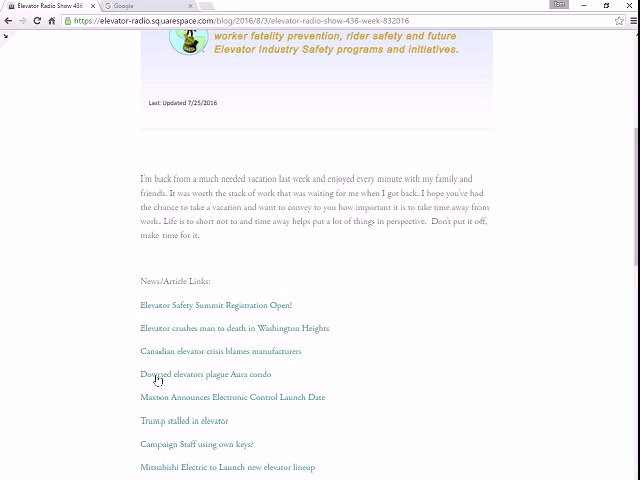 Elevator Radio Show 436 -
Google
Tom
https://elevator-radio.squarespace.com/blog/2016/8/3/elevator-radio-show-436-week-832016
worker fatality prevention, rider safety and future
Elevator Industry Safety programs and initiatives.
Last: Updated 7/25/2016
I'm back from a much needed vacation last week and enjoyed every minute with my family and
friends. It was worth the stack of work that was waiting for me when I got back. I hope you've had
the chance to take a vacation and want to convey to you how important it is to take time away from
work. Life is to short not to and time away helps put a lot of things in perspective. Don't put it off,
make time for it.
News/Article Links:
Elevator Safety Summit Registration Open!
Elevator crushes man to death in Washington Heights
Canadian elevator crisis blames manufacturers
Downed elevators plague Aura condo
Maxton Announces Electronic Control Launch Date
Trump stalled in elevator
Campaign Staff using own keys?
Mitsubishi Electric to Launch new elevator lineup